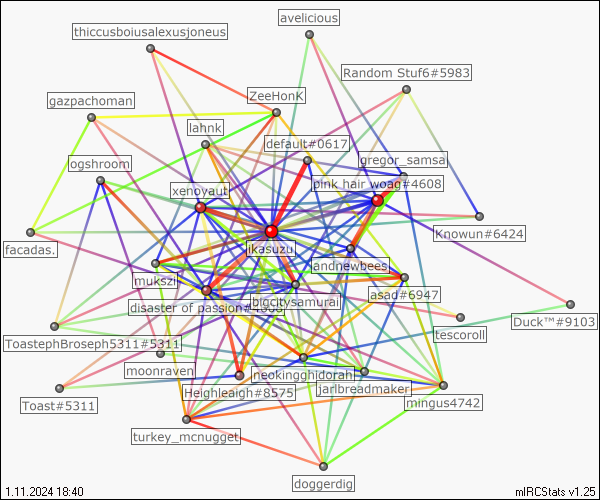 avelicious
thiccusboiusalexusjoneus
Random Stuf6#5983
ZeeHonK
gazpachoman
lahnk
default#0617
gregor_samsa
ogshroom
pink hair woag#4608
xenoyaut
Knowun#6424
ikasuzu
facadas.
andnewbees
mukszil
asad#6947
bigcitysamurai
disaster of passion#4908
Duck™#9103
tescoroll
ToastephBroseph5311#5311
moonraven
neokingghidorah
jarlbreadmaker
Heighleaigh#8575
mingus4742
Toast#5311
turkey_mcnugget
doggerdig
1.11.2024 18:40
mIRCStats v1.25